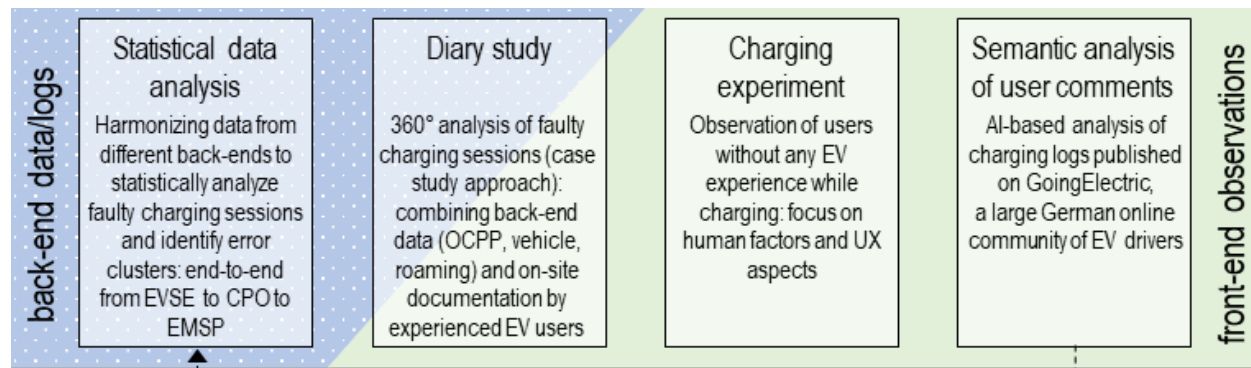 back-end data/logs
Statistical data
analysis
Harmonizing data from
different back-ends to
statistically analyze
faulty charging sessions
and identify error
clusters: end-to-end
from EVSE to CPO to
EMSP
Diary study
360° analysis of faulty
charging sessions (case
study approach):
combining back-end
data (OCPP, vehicle,
roaming) and on-site
documentation by
experienced EV users
Charging
experiment
Observation of users
without any EV
experience while
charging: focus on
human factors and UX
aspects
Semantic analysis
of user comments
AI-based analysis of
charging logs published
on GoingElectric,
a large German online
community of EV drivers
front-end observations